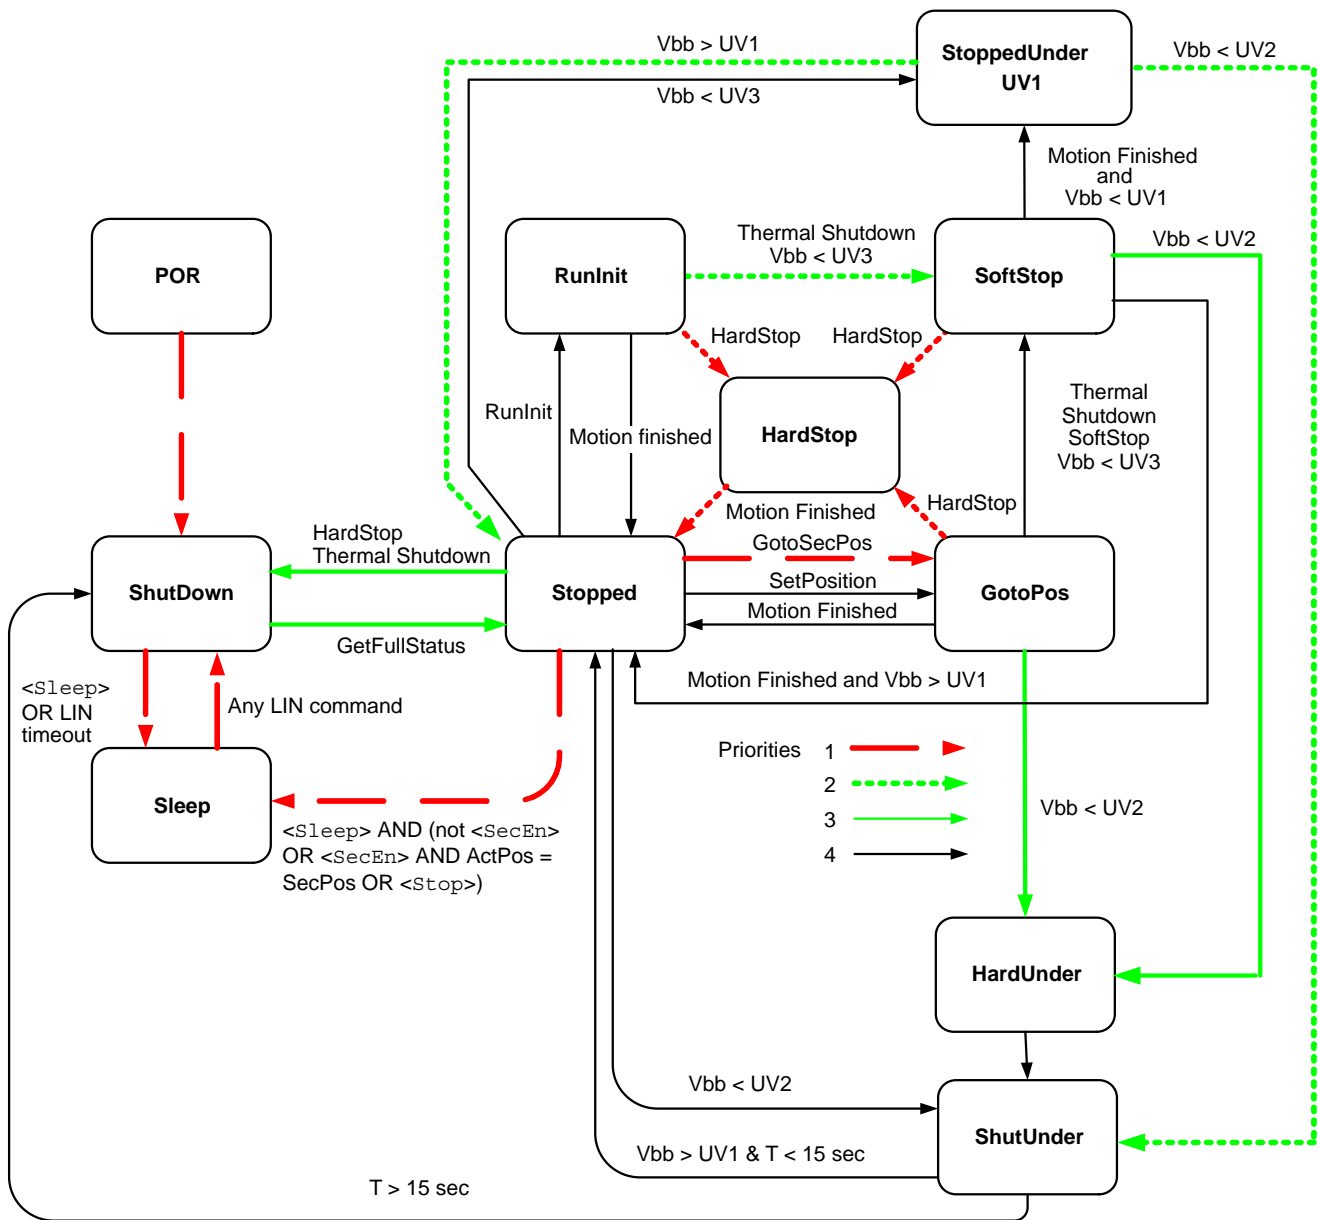 Vbb > UV1
Vbb < UV3
StoppedUnder
UV1
Vbb < UV2
Motion Finished
and
Vbb < UV1
POR
RunInit
Thermal Shutdown
Vbb < UV3
SoftStop
Vbb < UV2
HardStop
HardStop
RunInit
Motion finished
HardStop
Thermal
Shutdown
SoftStop
Vbb < UV3
HardStop
Motion Finished
HardStop
Thermal Shutdown
GotoSecPos
ShutDown
Stopped
SetPosition
GotoPos
Motion Finished
GetFullStatus
<Sleep>
OR LIN
timeout
Any LIN command
Motion Finished and Vbb > UV1
Sleep
<Sleep> AND (not <SecEn>
OR <SecEn> AND ActPos =
SecPos OR <Stop>)
Priorities 1
2
3
4
Vbb < UV2
HardUnder
Vbb < UV2
ShutUnder
Vbb > UV1 & T < 15 sec
T > 15 sec